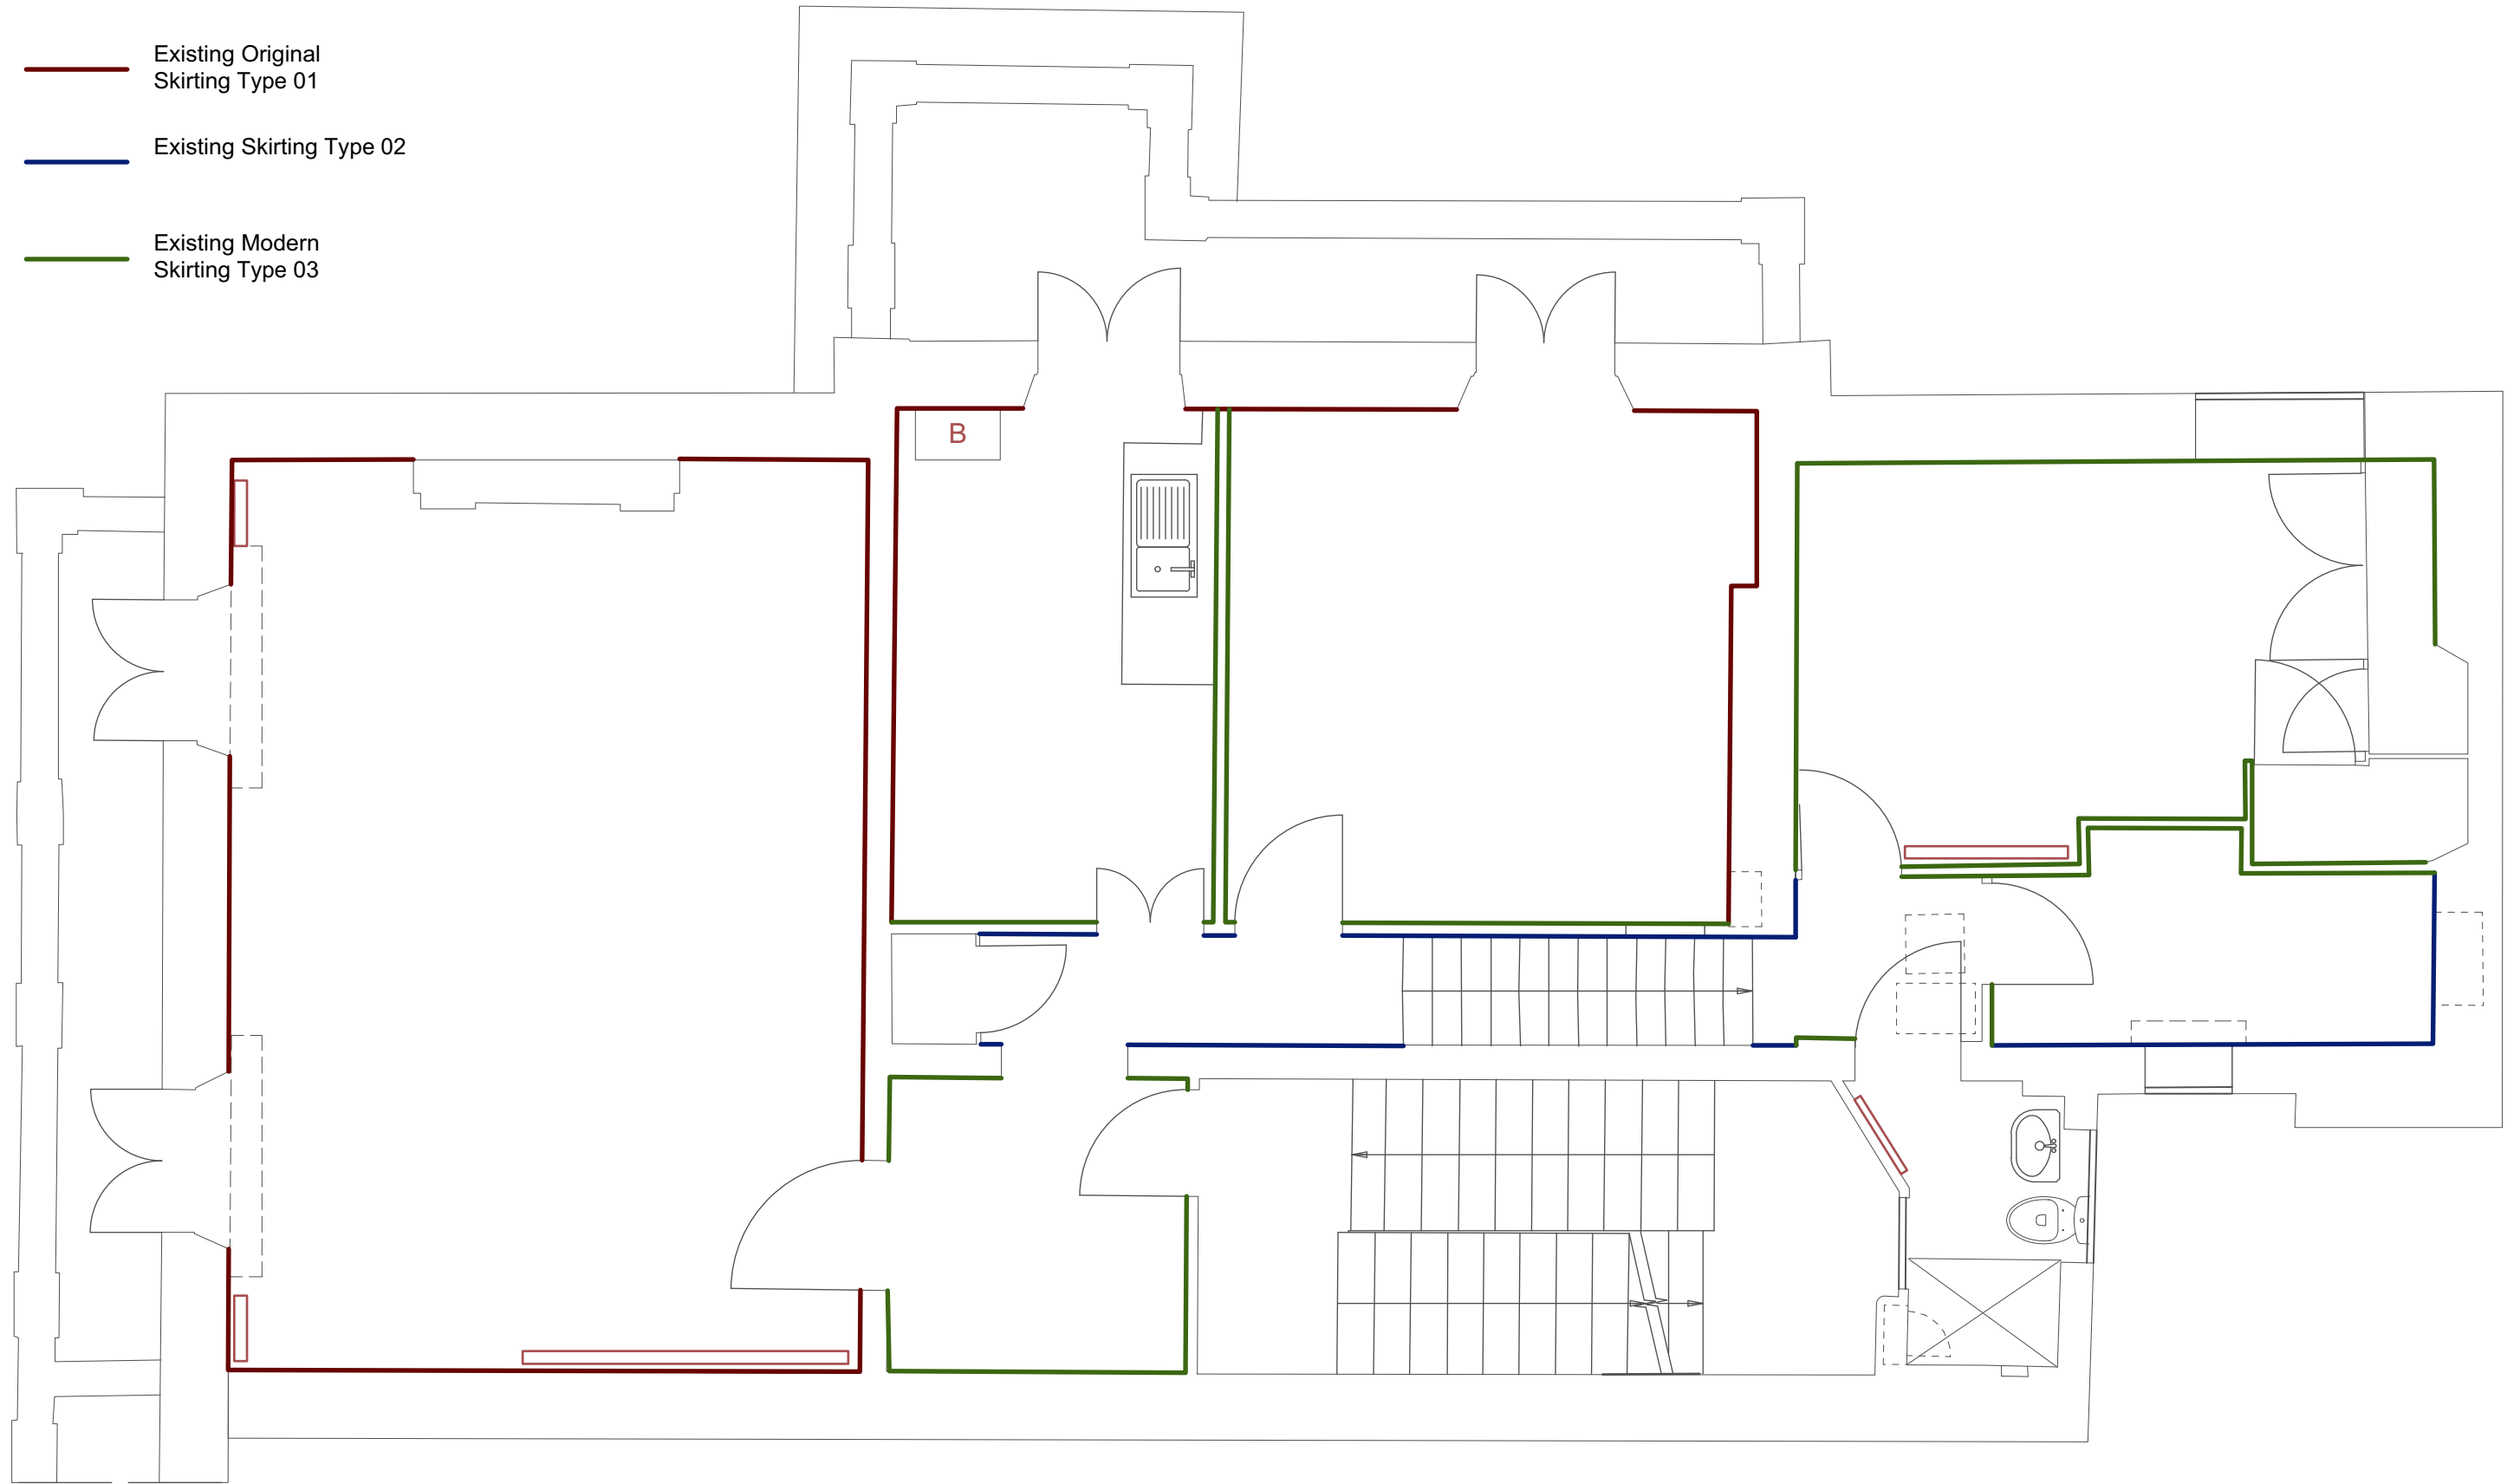 Existing Original
Skirting Type 01
Existing Skirting Type 02
Existing Modern
Skirting Type 03
B